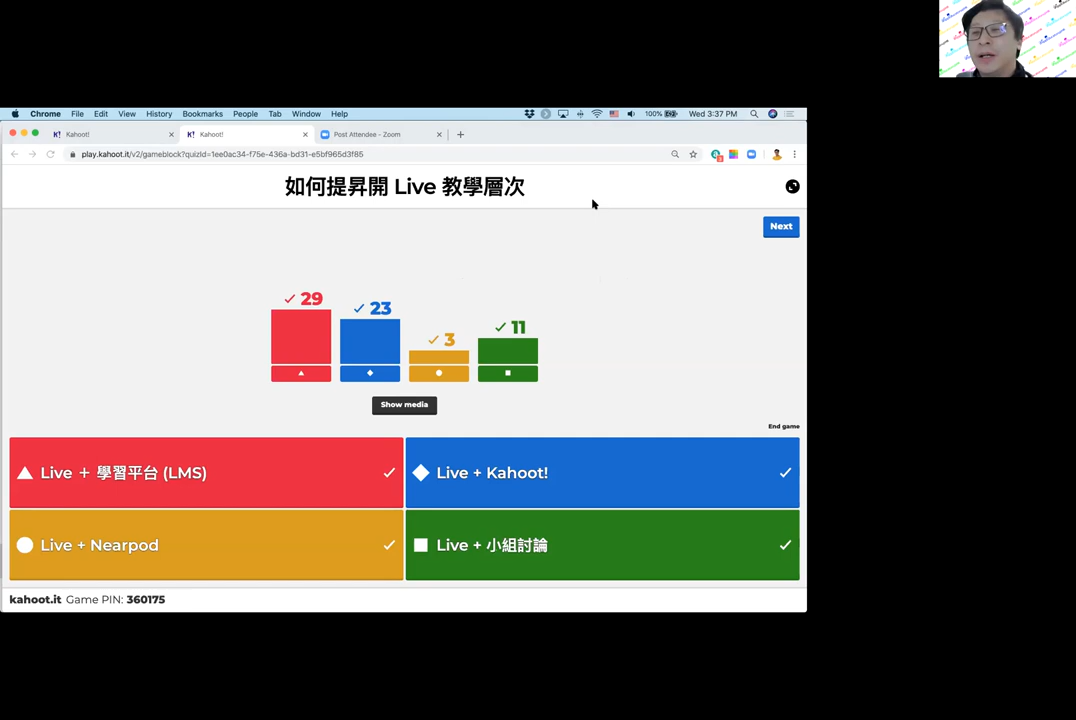 Chrome File Edit View History Bookmarks People Tab Window Help 100% Wed 3:37 PM
K! Kahoot! K! Kahoot! Post Attendee - Zoom
play.kahoot.it/v2/gameblock?quizId=1ee0ac34-f75e-436a-bd31-e5bf965d3f85
如何提昇開 Live 教學層次
Next
29
23
3
11
Show media
End game
Live + 學習平台 (LMS)
Live + Kahoot!
Live + Nearpod
Live + 小組討論
kahoot.it Game PIN: 360175